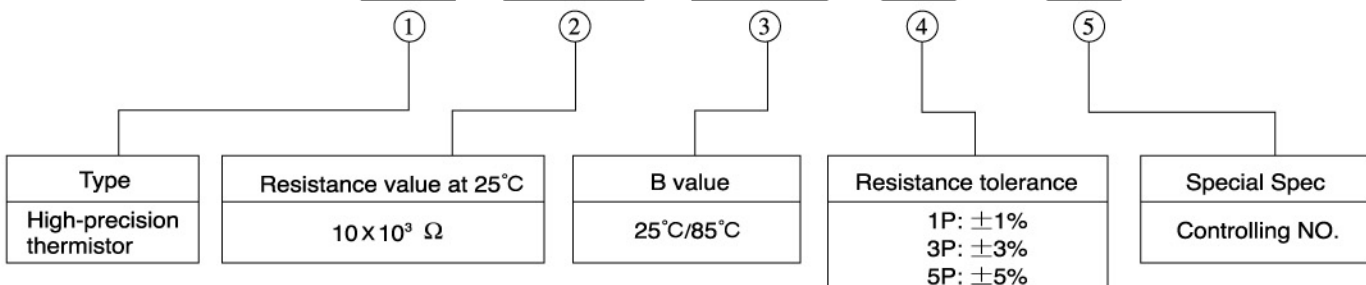 ① ② ③ ④ ⑤
Type
High-precision
thermistor
Resistance value at 25°C
10×10³ Ω
B value
25°C/85°C
Resistance tolerance
1P: ±1%
3P: ±3%
5P: ±5%
Special Spec
Controlling NO.